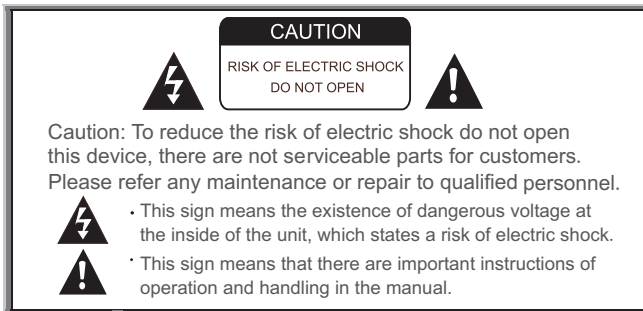 CAUTION
RISK OF ELECTRIC SHOCK
DO NOT OPEN
Caution: To reduce the risk of electric shock do not open
this device, there are not serviceable parts for customers.
Please refer any maintenance or repair to qualified personnel.
· This sign means the existence of dangerous voltage at
the inside of the unit, which states a risk of electric shock.
· This sign means that there are important instructions of
operation and handling in the manual.